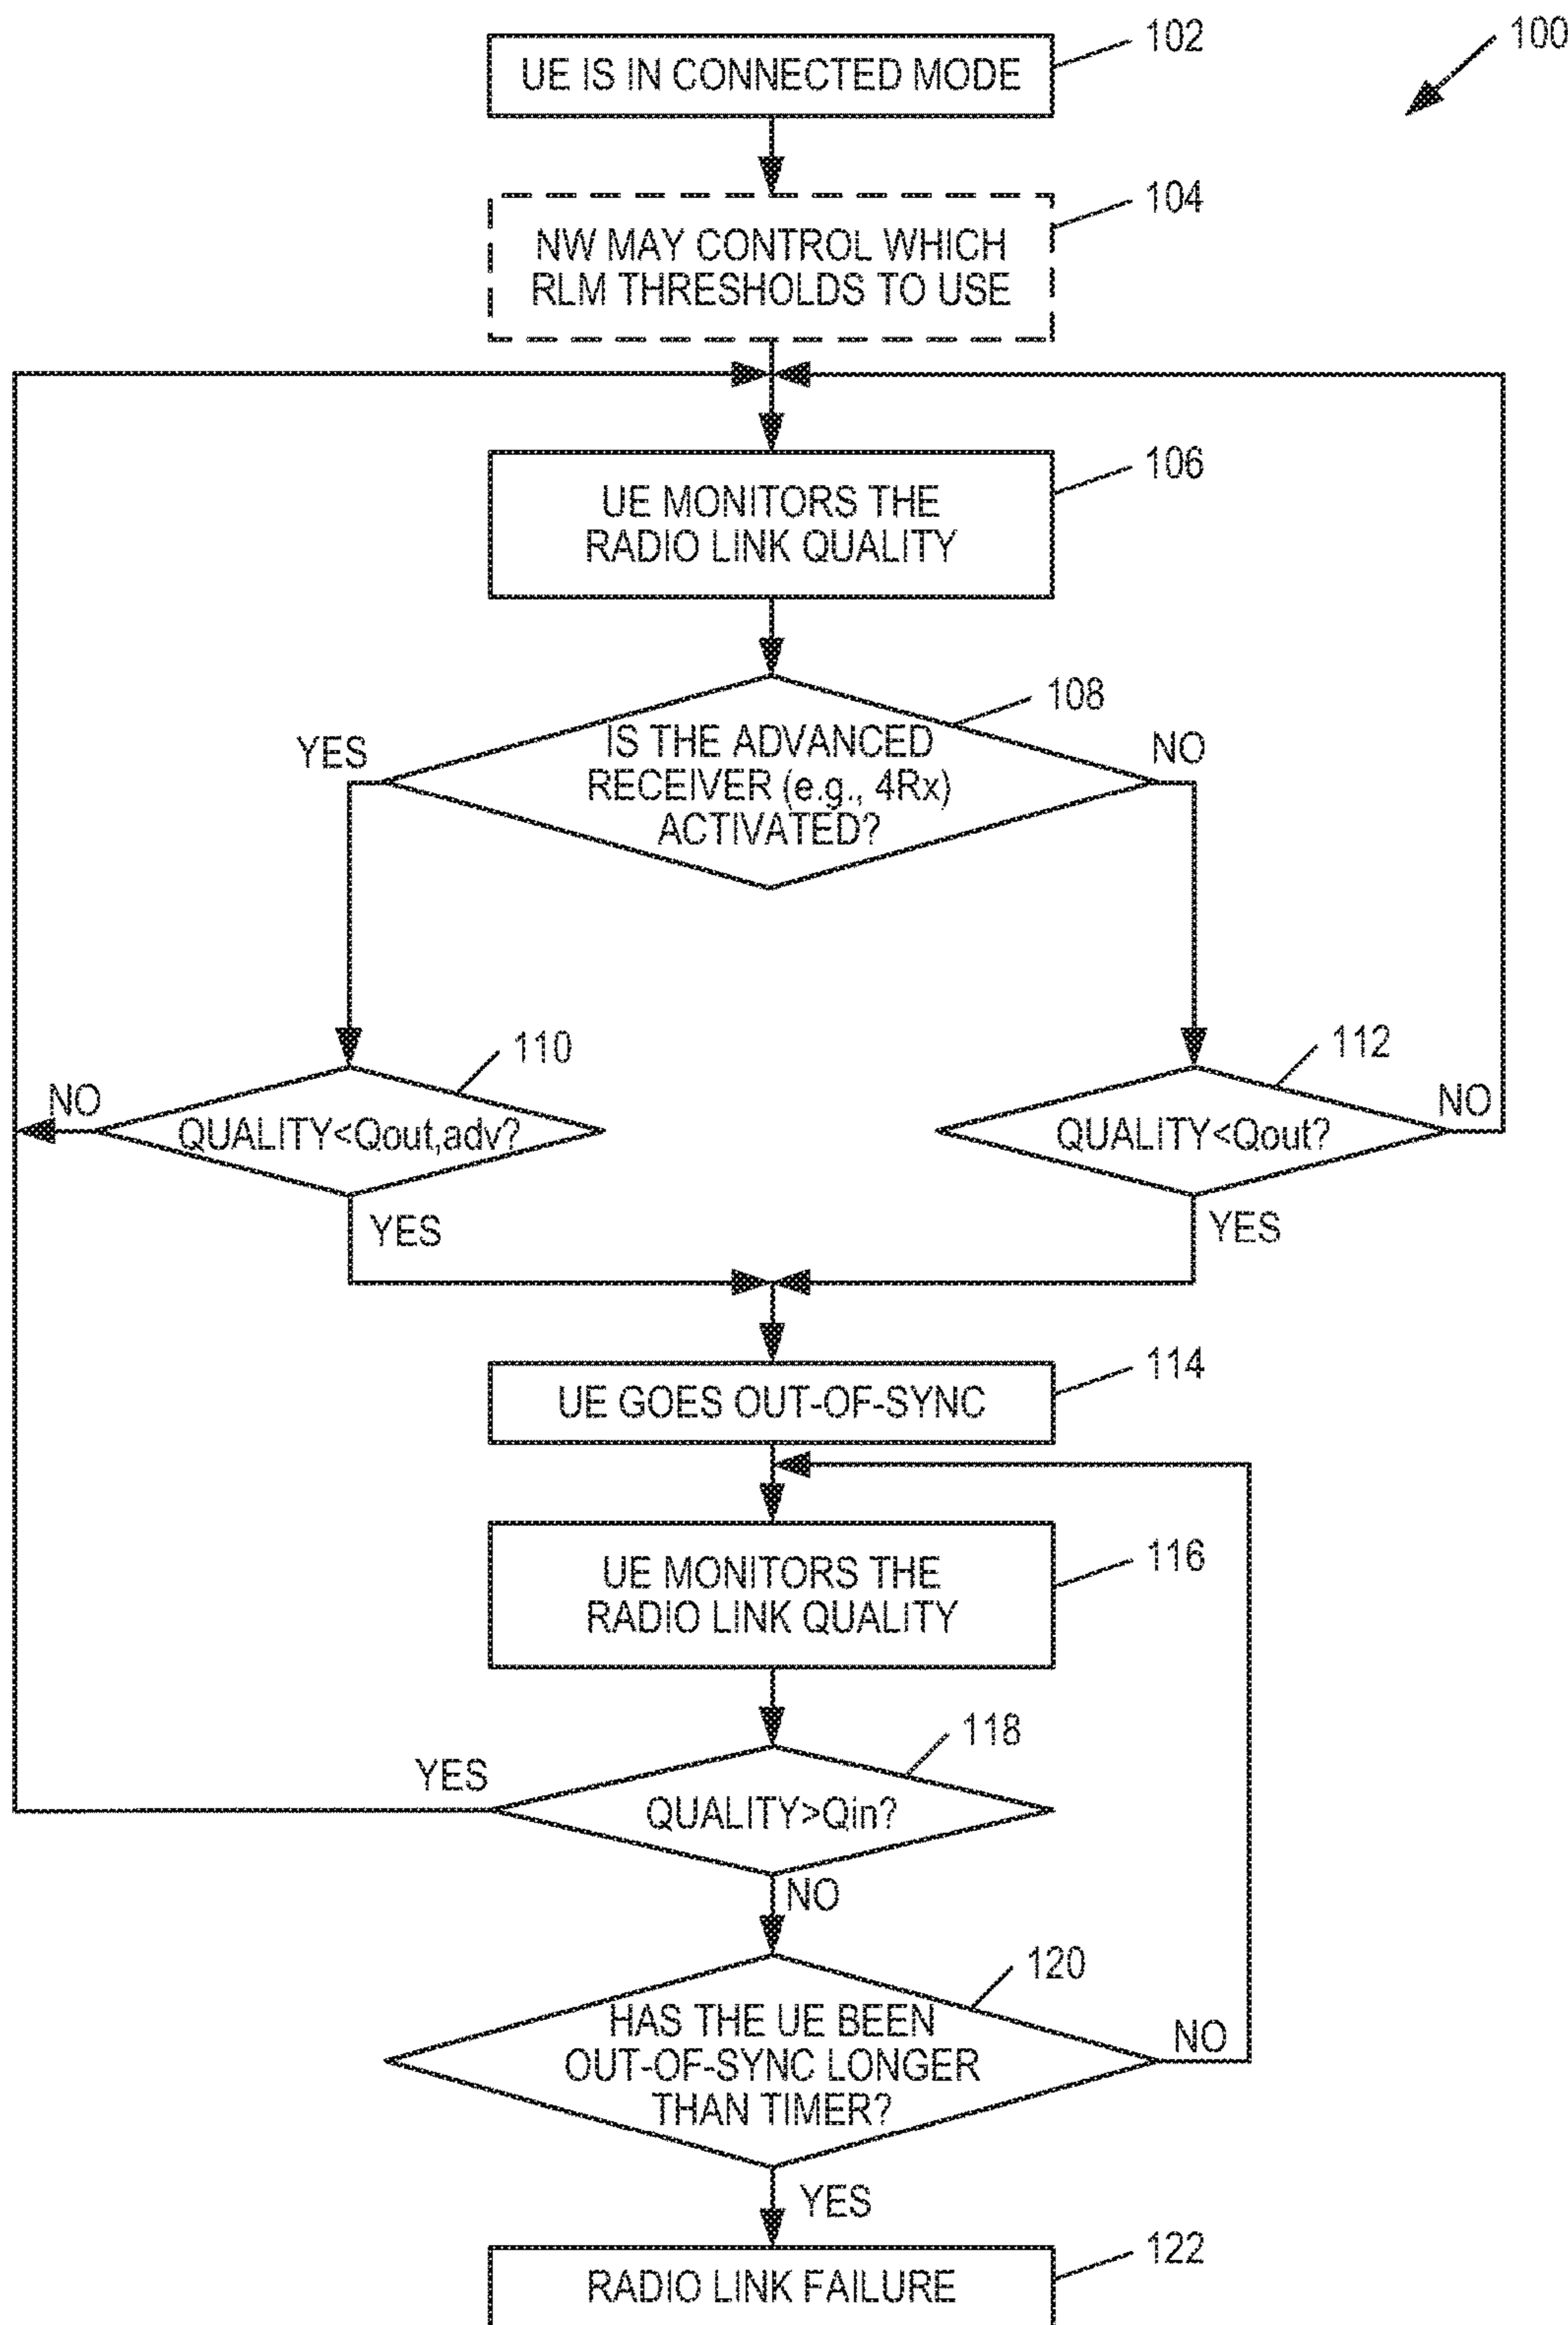 100
UE IS IN CONNECTED MODE
102
NW MAY CONTROL WHICH
RLM THRESHOLDS TO USE
104
UE MONITORS THE
RADIO LINK QUALITY
106
IS THE ADVANCED
RECEIVER (e.g., 4Rx)
ACTIVATED?
108
YES
NO
QUALITY<Qout,adv?
110
NO
YES
QUALITY<Qout?
112
NO
YES
UE GOES OUT-OF-SYNC
114
UE MONITORS THE
RADIO LINK QUALITY
116
QUALITY>Qin?
118
YES
NO
HAS THE UE BEEN
OUT-OF-SYNC LONGER
THAN TIMER?
120
NO
YES
RADIO LINK FAILURE
122